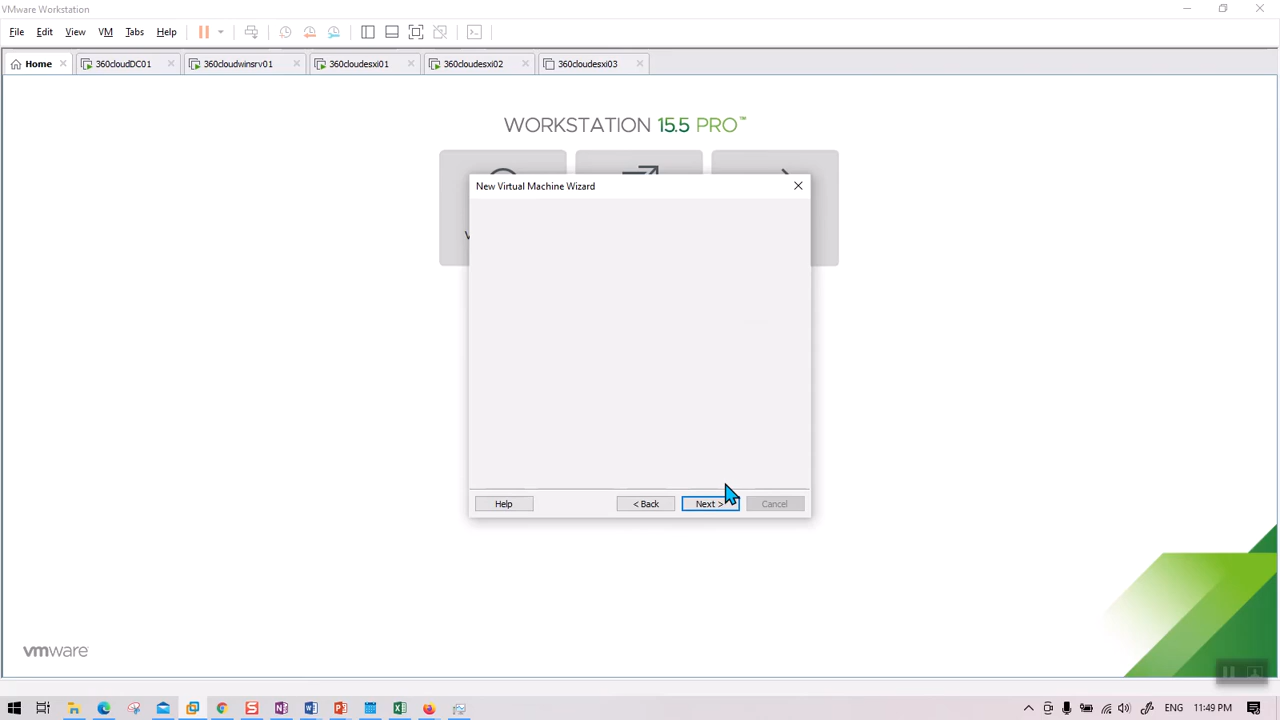 VMware Workstation
File Edit View VM Tabs Help
Home 360cloudDC01 360cloudwinsrv01 360cloudesxi01 360cloudesxi02 360cloudesxi03
WORKSTATION 15.5 PRO™
New Virtual Machine Wizard
V
Help < Back Next > Cancel
vmware
ENG 11:49 PM